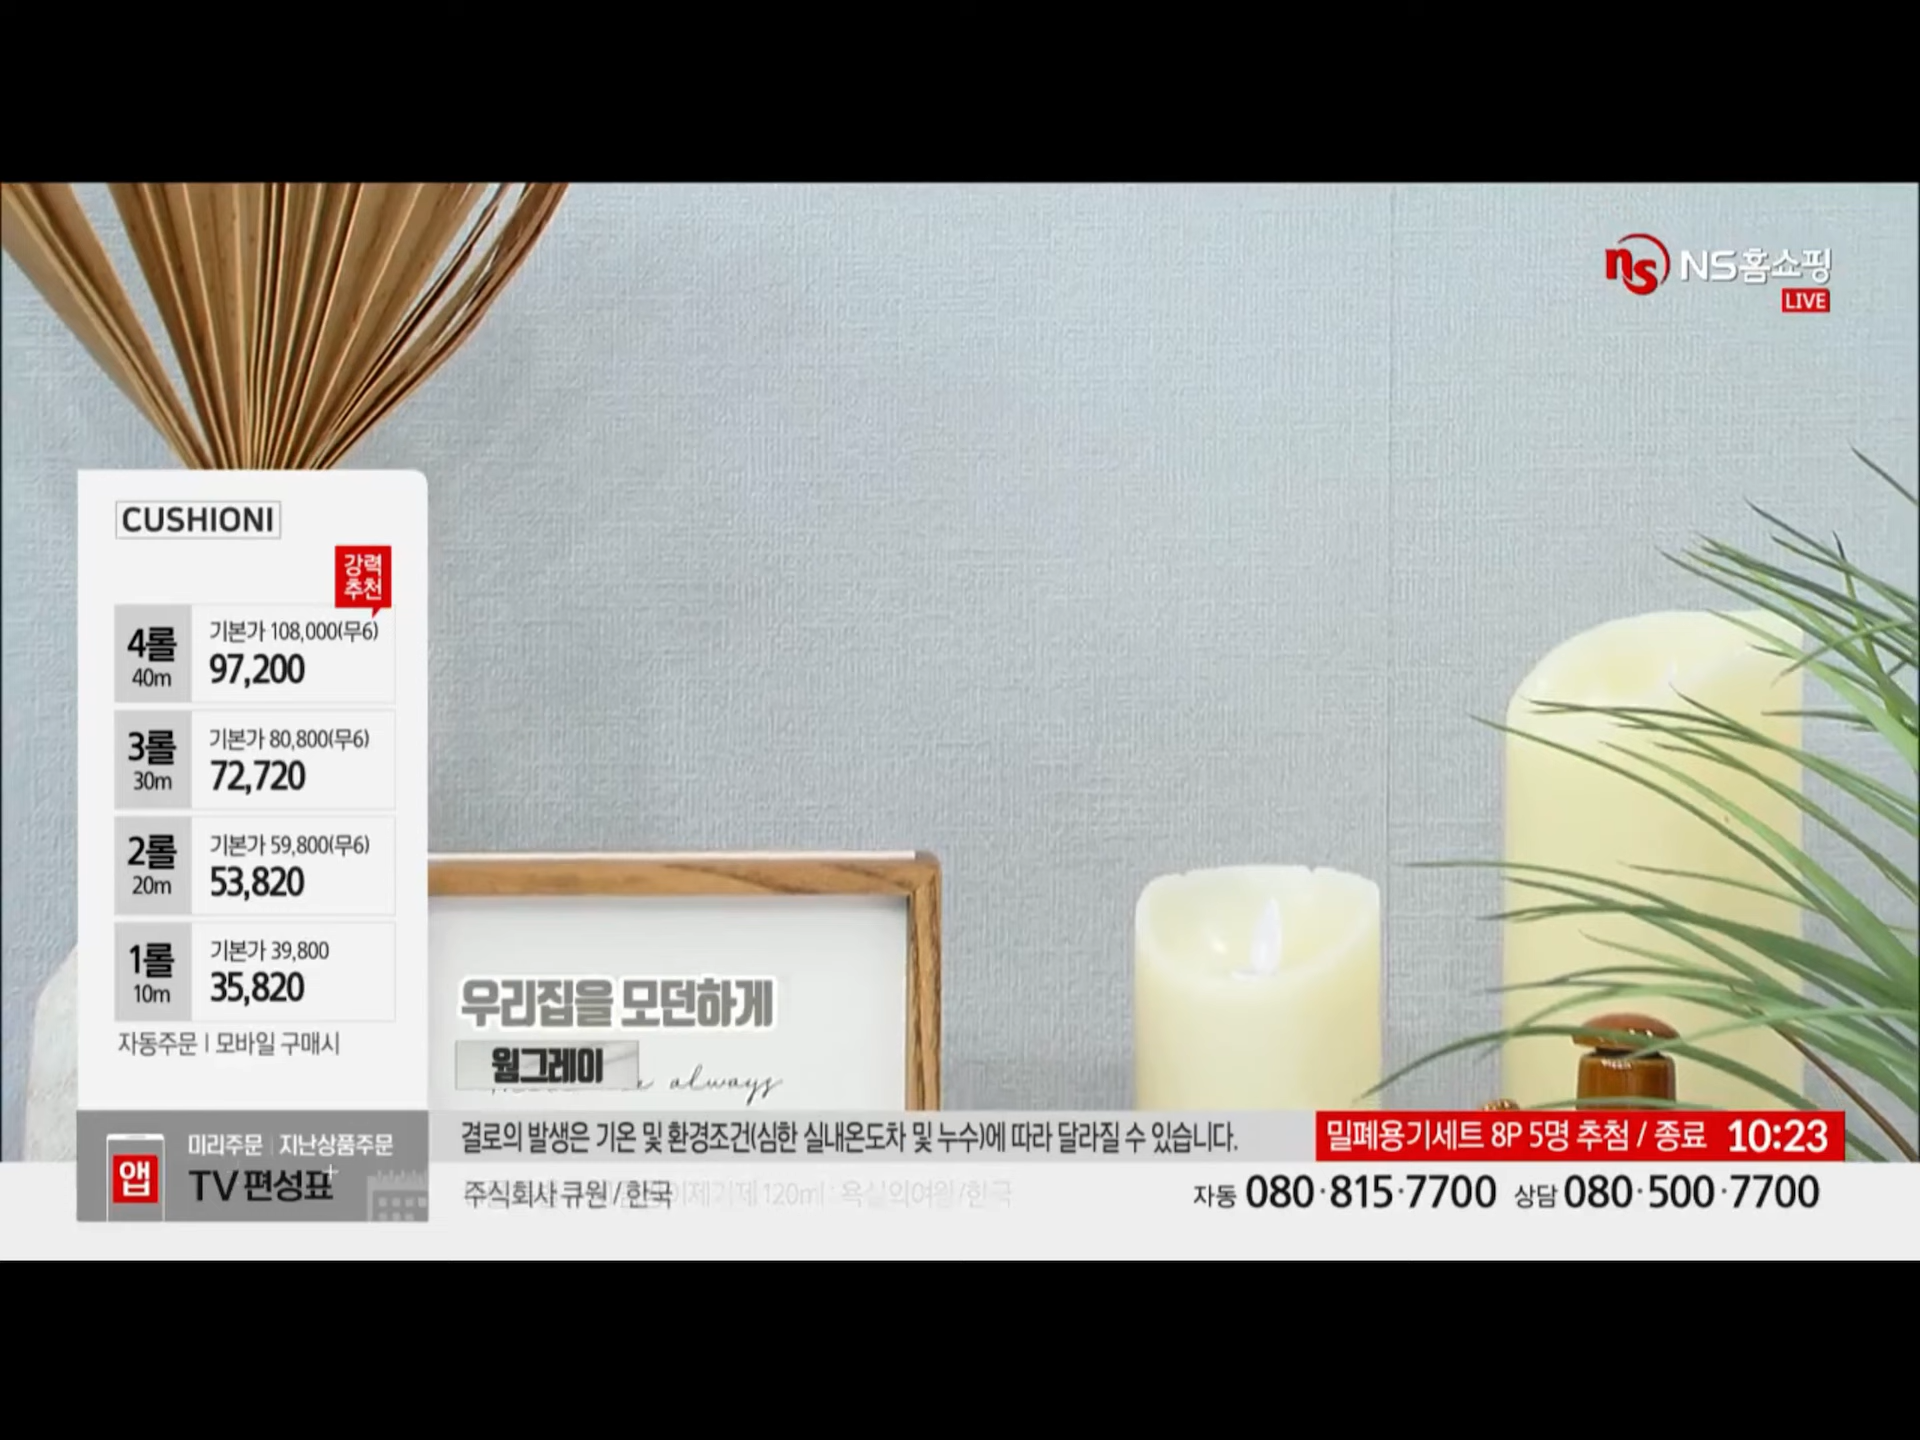 ns NS홈쇼핑
LIVE
CUSHIONI
강력
추천
4롤
40m
기본가 108,000(무6)
97,200
3롤
30m
기본가 80,800(무6)
72,720
2롤
20m
기본가 59,800(무6)
53,820
1롤
10m
기본가 39,800
35,820
자동주문 | 모바일 구매시
우리집을 모던하게
웜그레이
always
결로의 발생은 기온 및 환경조건(심한 실내온도차 및 누수)에 따라 달라질 수 있습니다.
밀폐용기세트 8P 5명 추첨 / 종료 10:23
앱
미리주문 | 지난상품주문
TV편성표
주식회사 큐원 / 한국
자동 080·815·7700 상담 080·500·7700